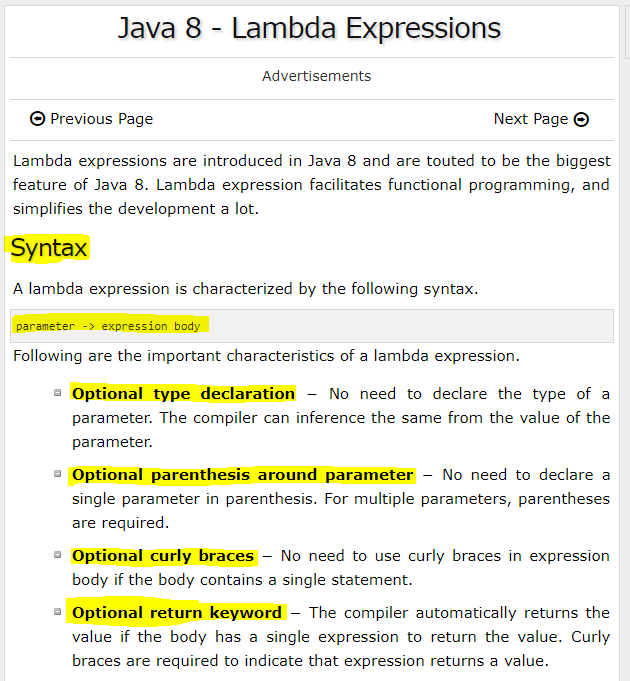 Java 8 - Lambda Expressions
Advertisements
Previous Page
Next Page
Lambda expressions are introduced in Java 8 and are touted to be the biggest
feature of Java 8. Lambda expression facilitates functional programming, and
simplifies the development a lot.
Syntax
A lambda expression is characterized by the following syntax.
parameter -> expression body
Following are the important characteristics of a lambda expression.
Optional type declaration − No need to declare the type of a
parameter. The compiler can inference the same from the value of the
parameter.
Optional parenthesis around parameter − No need to declare a
single parameter in parenthesis. For multiple parameters, parentheses
are required.
Optional curly braces − No need to use curly braces in expression
body if the body contains a single statement.
Optional return keyword − The compiler automatically returns the
value if the body has a single expression to return the value. Curly
braces are required to indicate that expression returns a value.